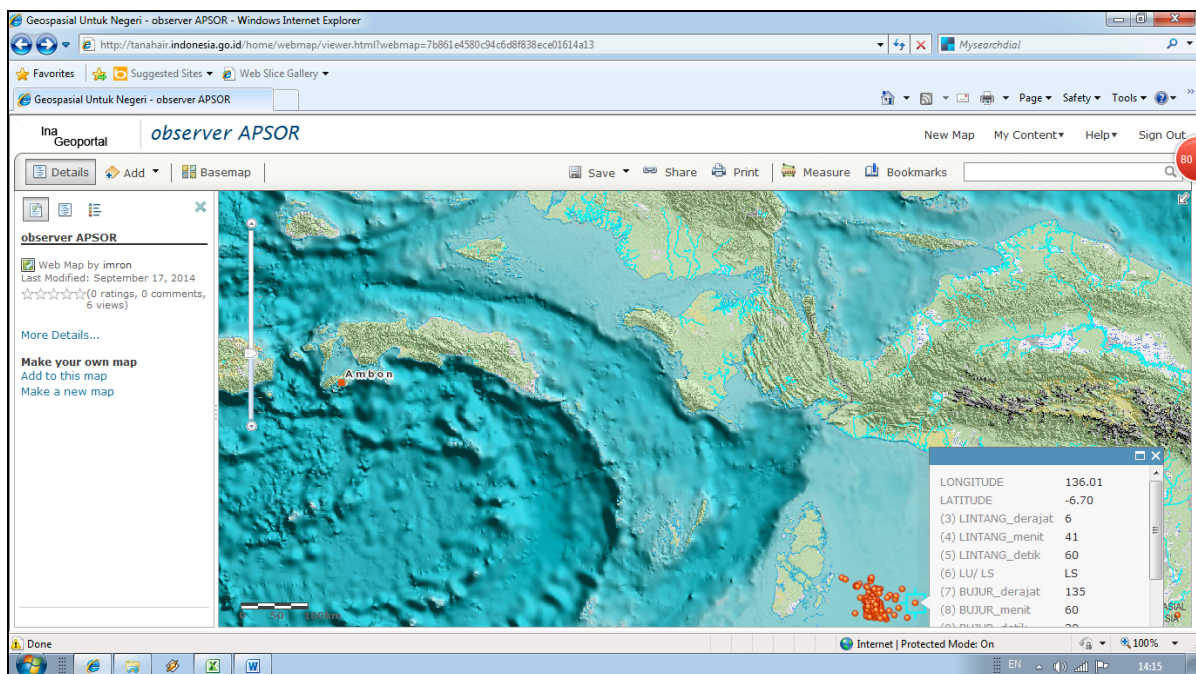 Geospasial Untuk Negeri - observer APSOR - Windows Internet Explorer
http://tanahair.indonesia.go.id/home/webmap/viewer.html?webmap=7b861e4580c94c6d8f838ece01614a13
Mysearchdial
Favorites Suggested Sites Web Slice Gallery
Geospasial Untuk Negeri - observer APSOR
Page Safety Tools
Ina
Geoportal
observer APSOR
New Map My Content Help Sign Out
80
Details Add Basemap
Save Share Print Measure Bookmarks
observer APSOR
Web Map by imron
Last Modified: September 17, 2014
(0 ratings, 0 comments,
6 views)
More Details...
Make your own map
Add to this map
Make a new map
Ambon
LONGITUDE 136.01
LATITUDE -6.70
(3) LINTANG_derajat 6
(4) LINTANG_menit 41
(5) LINTANG_detik 60
(6) LU/ LS LS
(7) BUJUR_derajat 135
(8) BUJUR_menit 60
0 50 100km
Done
Internet | Protected Mode: On
100%
EN
14:15